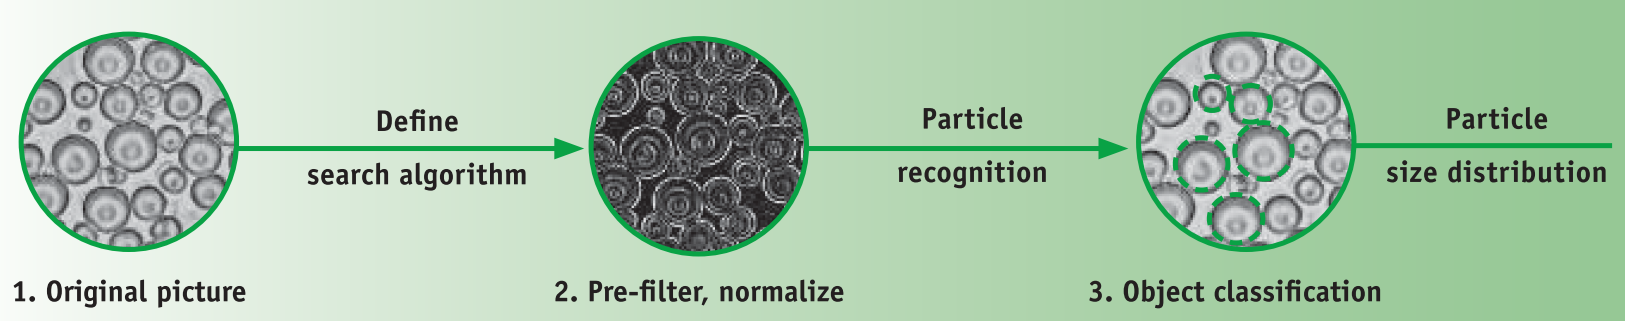 Define
search algorithm
Particle
recognition
Particle
size distribution
1. Original picture
2. Pre-filter, normalize
3. Object classification